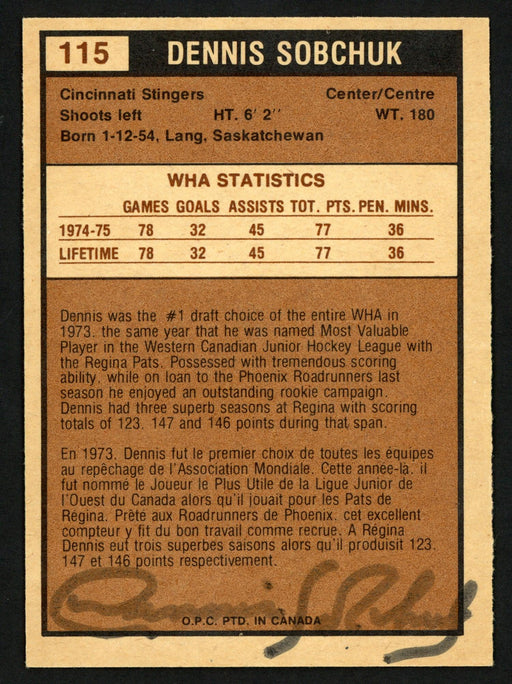 115 DENNIS SOBCHUK
Cincinnati Stingers Center/Centre
Shoots left HT. 6' 2'' WT. 180
Born 1-12-54, Lang, Saskatchewan
WHA STATISTICS
GAMES GOALS ASSISTS TOT. PTS. PEN. MINS.
1974-75 78 32 45 77 36
LIFETIME 78 32 45 77 36
Dennis was the #1 draft choice of the entire WHA in
1973, the same year that he was named Most Valuable
Player in the Western Canadian Junior Hockey League with
the Regina Pats. Possessed with tremendous scoring
ability, while on loan to the Phoenix Roadrunners last
season he enjoyed an outstanding rookie campaign.
Dennis had three superb seasons at Regina with scoring
totals of 123, 147 and 146 points during that span.
En 1973, Dennis fut le premier choix de toutes les équipes
au repêchage de l'Association Mondiale. Cette année-là, il
fut nommé le Joueur le Plus Utile de la Ligue Junior de
l'Ouest du Canada alors qu'il jouait pour les Pats de
Régina. Prête aux Roadrunners de Phoenix, cet excellent
compteur y fit du bon travail comme recrue. A Régina
Dennis eut trois superbes saisons alors qu'il produisit 123,
147 et 146 points respectivement.
Dennis Sobchuk
O.P.C. PTD. IN CANADA